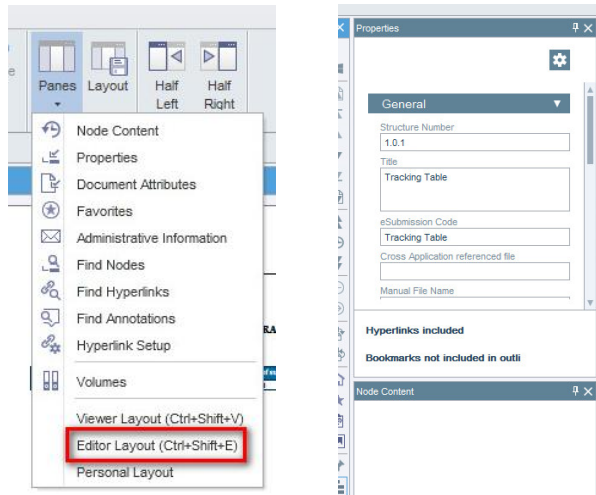 Panes
Layout
Half
Left
Half
Right
Node Content
Properties
Document Attributes
Favorites
Administrative Information
Find Nodes
Find Hyperlinks
Find Annotations
Hyperlink Setup
Volumes
Viewer Layout (Ctrl+Shift+V)
Editor Layout (Ctrl+Shift+E)
Personal Layout
RA
Properties
General
Structure Number
1.0.1
Title
Tracking Table
eSubmission Code
Tracking Table
Cross Application referenced file
Manual File Name
Hyperlinks included
Bookmarks not included in outli
Node Content